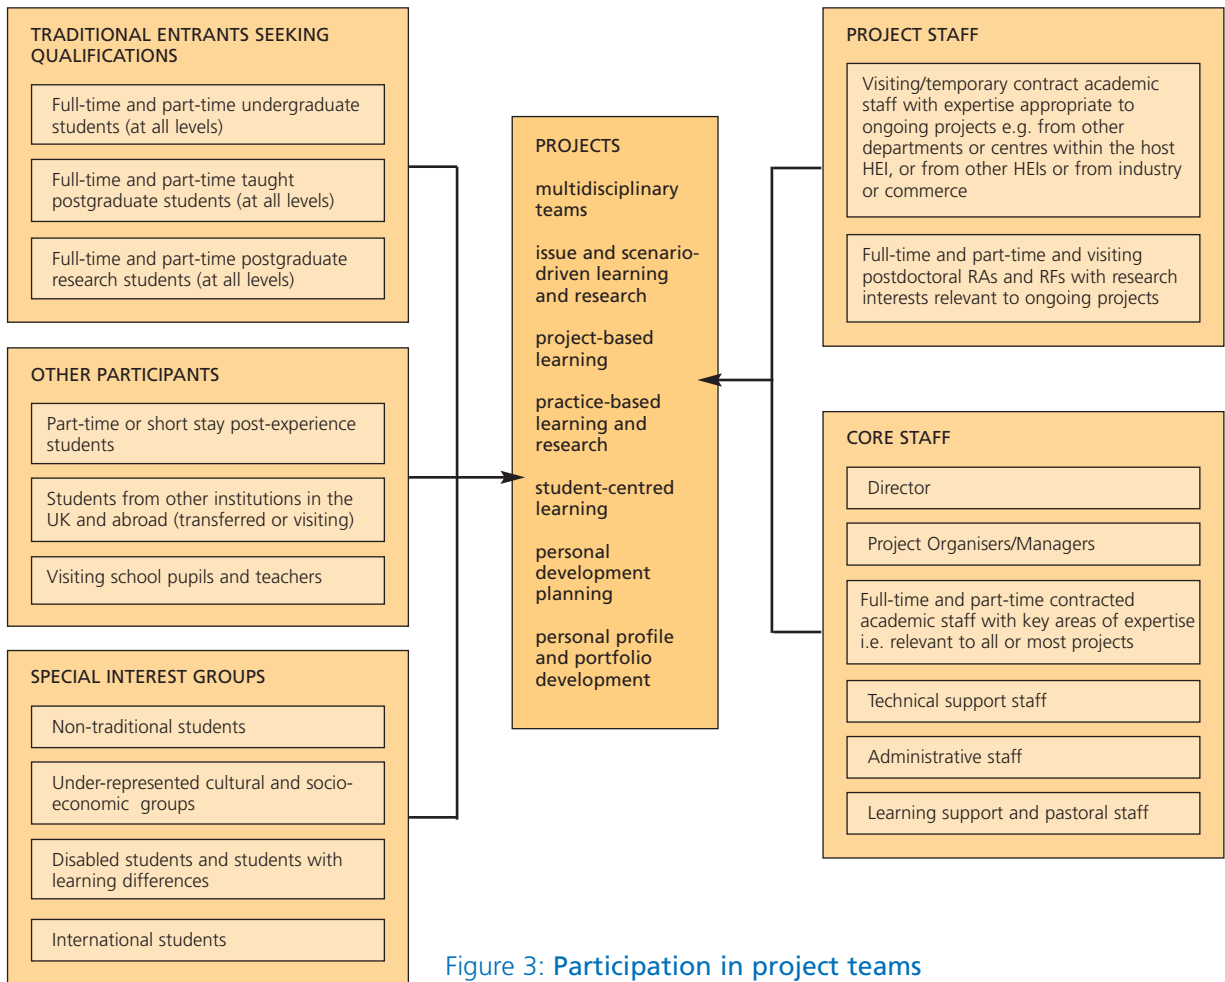 TRADITIONAL ENTRANTS SEEKING
QUALIFICATIONS
Full-time and part-time undergraduate
students (at all levels)
Full-time and part-time taught
postgraduate students (at all levels)
Full-time and part-time postgraduate
research students (at all levels)
OTHER PARTICIPANTS
Part-time or short stay post-experience
students
Students from other institutions in the
UK and abroad (transferred or visiting)
Visiting school pupils and teachers
SPECIAL INTEREST GROUPS
Non-traditional students
Under-represented cultural and socio-
economic groups
Disabled students and students with
learning differences
International students
PROJECTS
multidisciplinary
teams
issue and scenario-
driven learning
and research
project-based
learning
practice-based
learning and
research
student-centred
learning
personal
development
planning
personal profile
and portfolio
development
PROJECT STAFF
Visiting/temporary contract academic
staff with expertise appropriate to
ongoing projects e.g. from other
departments or centres within the host
HEI, or from other HEIs or from industry
or commerce
Full-time and part-time and visiting
postdoctoral RAs and RFs with research
interests relevant to ongoing projects
CORE STAFF
Director
Project Organisers/Managers
Full-time and part-time contracted
academic staff with key areas of expertise
i.e. relevant to all or most projects
Technical support staff
Administrative staff
Learning support and pastoral staff
Figure 3: Participation in project teams